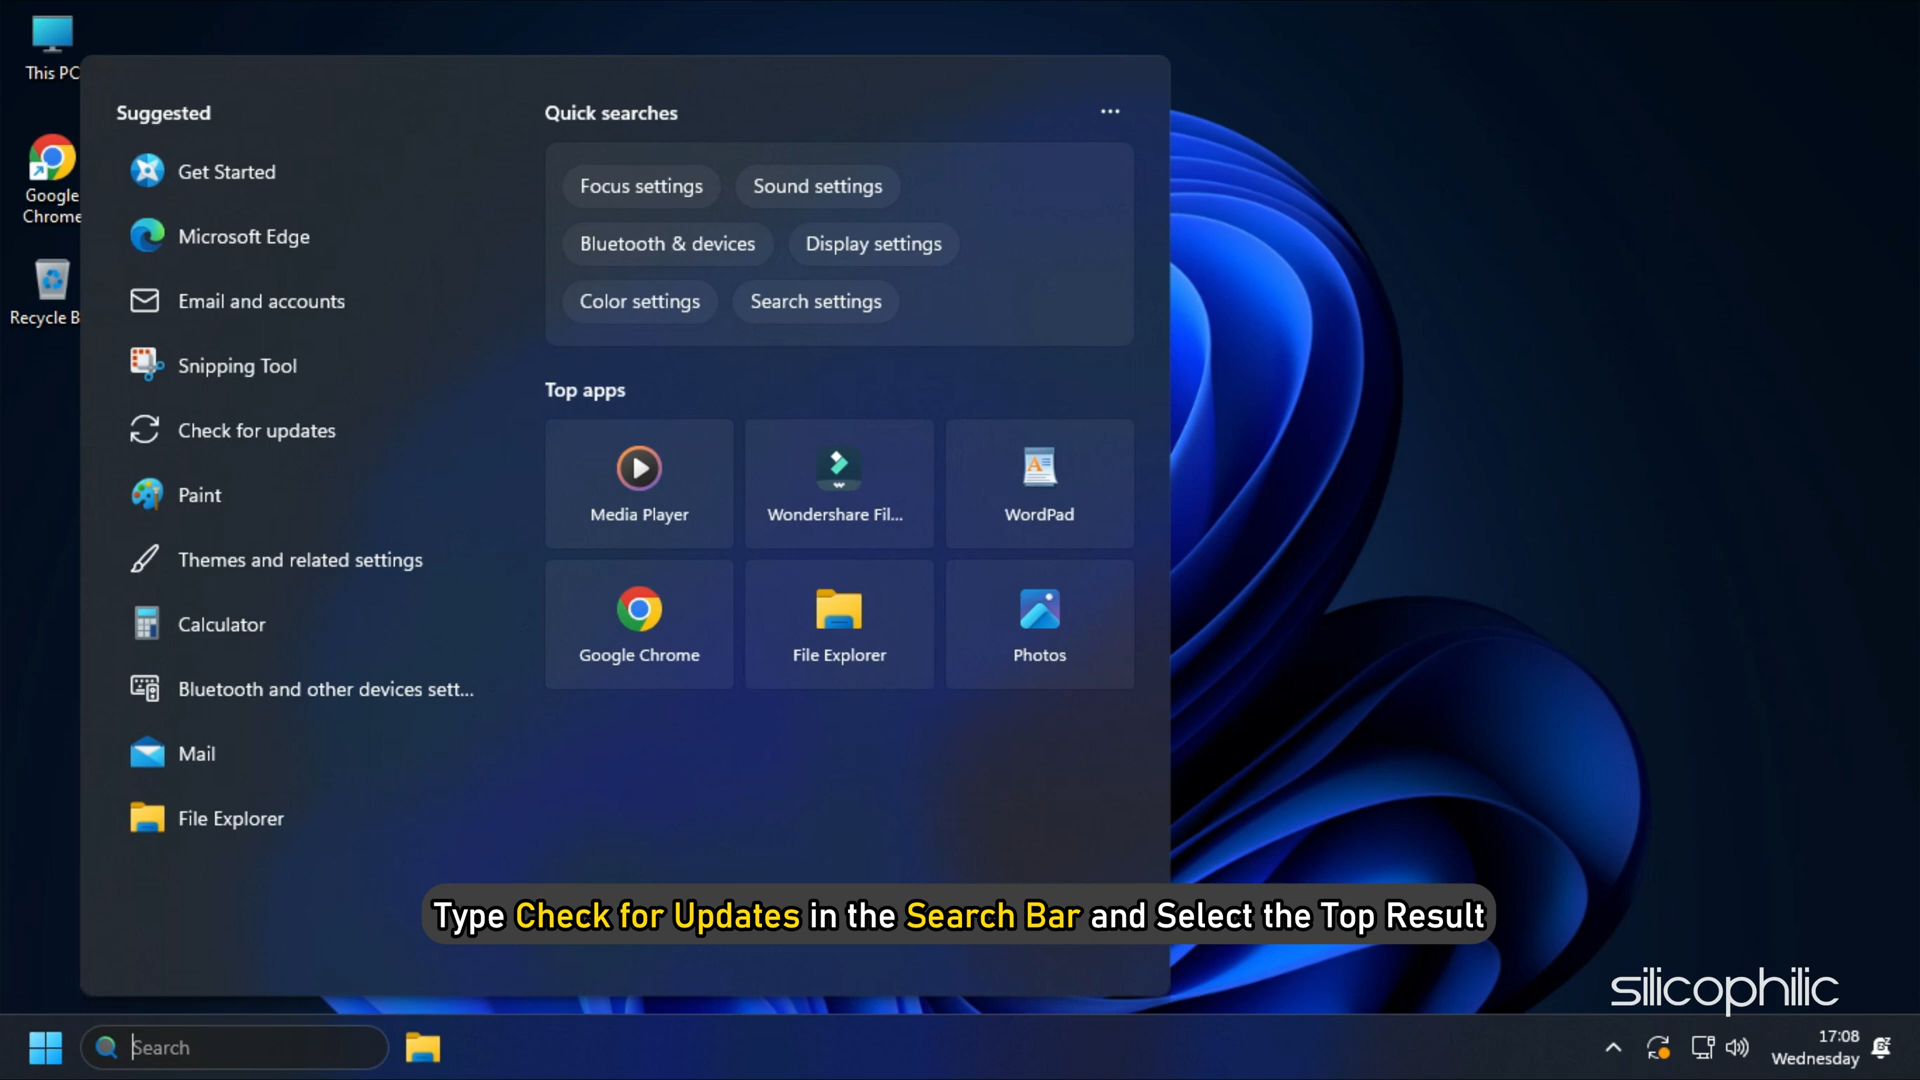 This PC
Google
Chrome
Recycle B
Suggested
Get Started
Microsoft Edge
Email and accounts
Snipping Tool
Check for updates
Paint
Themes and related settings
Calculator
Bluetooth and other devices sett...
Mail
File Explorer
Quick searches
Focus settings
Sound settings
Bluetooth & devices
Display settings
Color settings
Search settings
Top apps
Media Player
Wondershare Fil...
WordPad
Google Chrome
File Explorer
Photos
Type Check for Updates in the Search Bar and Select the Top Result
silicophilic
Search
17:08
Wednesday